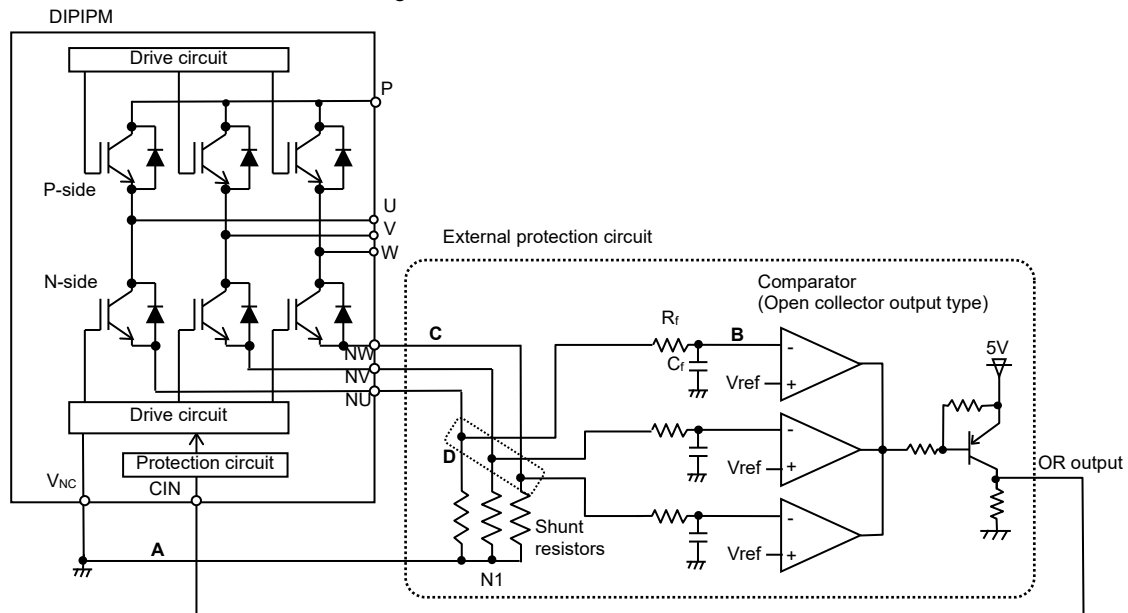 DIPIPM
Drive circuit
P
P-side
U
V
W
External protection circuit
N-side
Comparator
(Open collector output type)
Rf
C
B
-
5V
NW
Cf
Vref
+
NV
NU
Drive circuit
-
D
Vref
+
OR output
Protection circuit
VNC
CIN
-
Shunt
resistors
A
Vref
+
N1